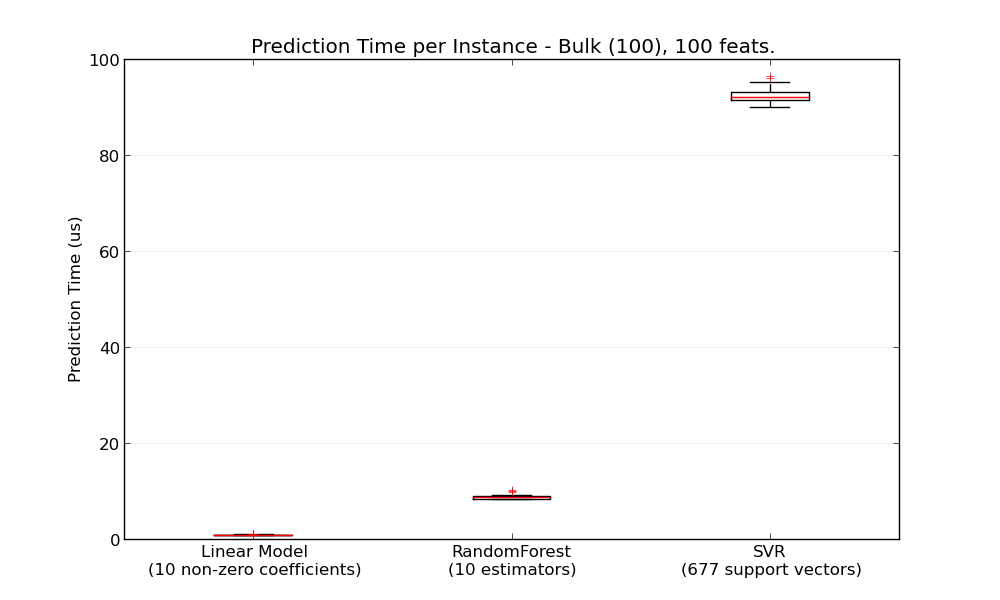 Prediction Time per Instance - Bulk (100), 100 feats.
100
80
60
40
20
0
Prediction Time (us)
Linear Model
(10 non-zero coefficients)
RandomForest
(10 estimators)
SVR
(677 support vectors)